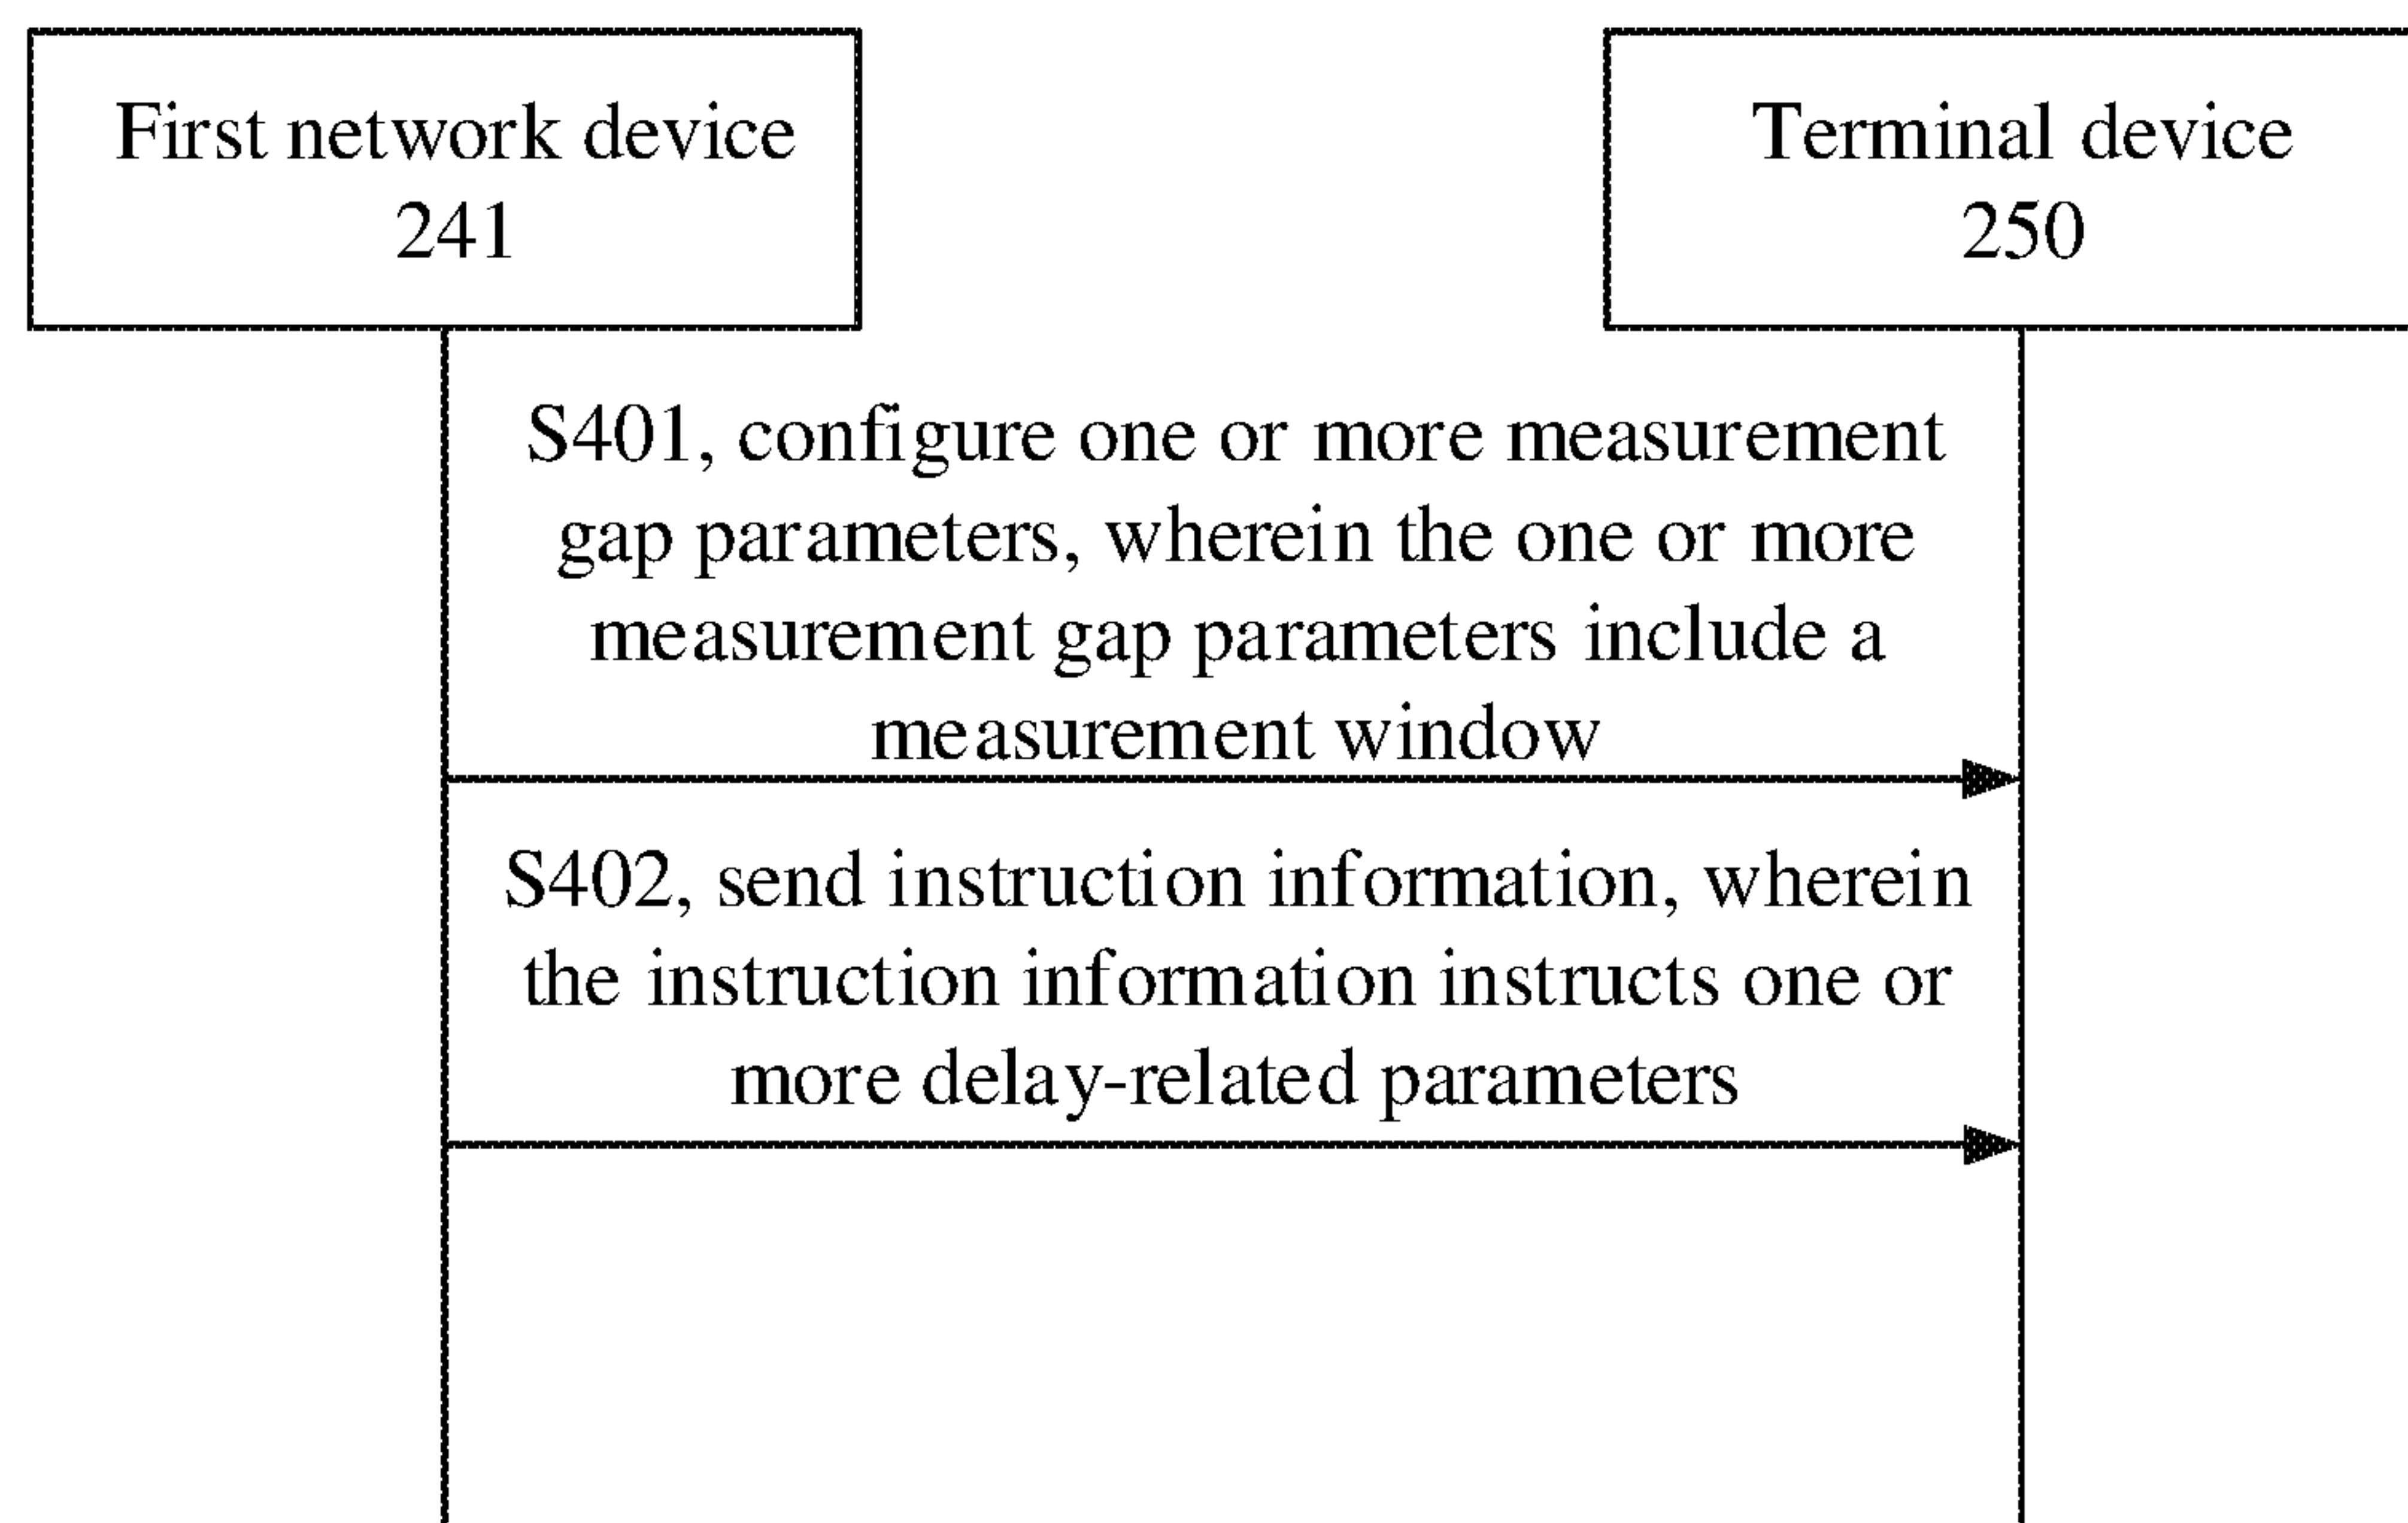 First network device
241
Terminal device
250
S401, configure one or more measurement
gap parameters, wherein the one or more
measurement gap parameters include a
measurement window
S402, send instruction information, wherein
the instruction information instructs one or
more delay-related parameters